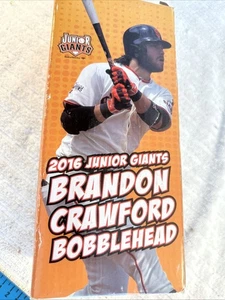 JUNIOR
GIANTS
2016 JUNIOR GIANTS
BRANDON
CRAWFORD
BOBBLEHEAD